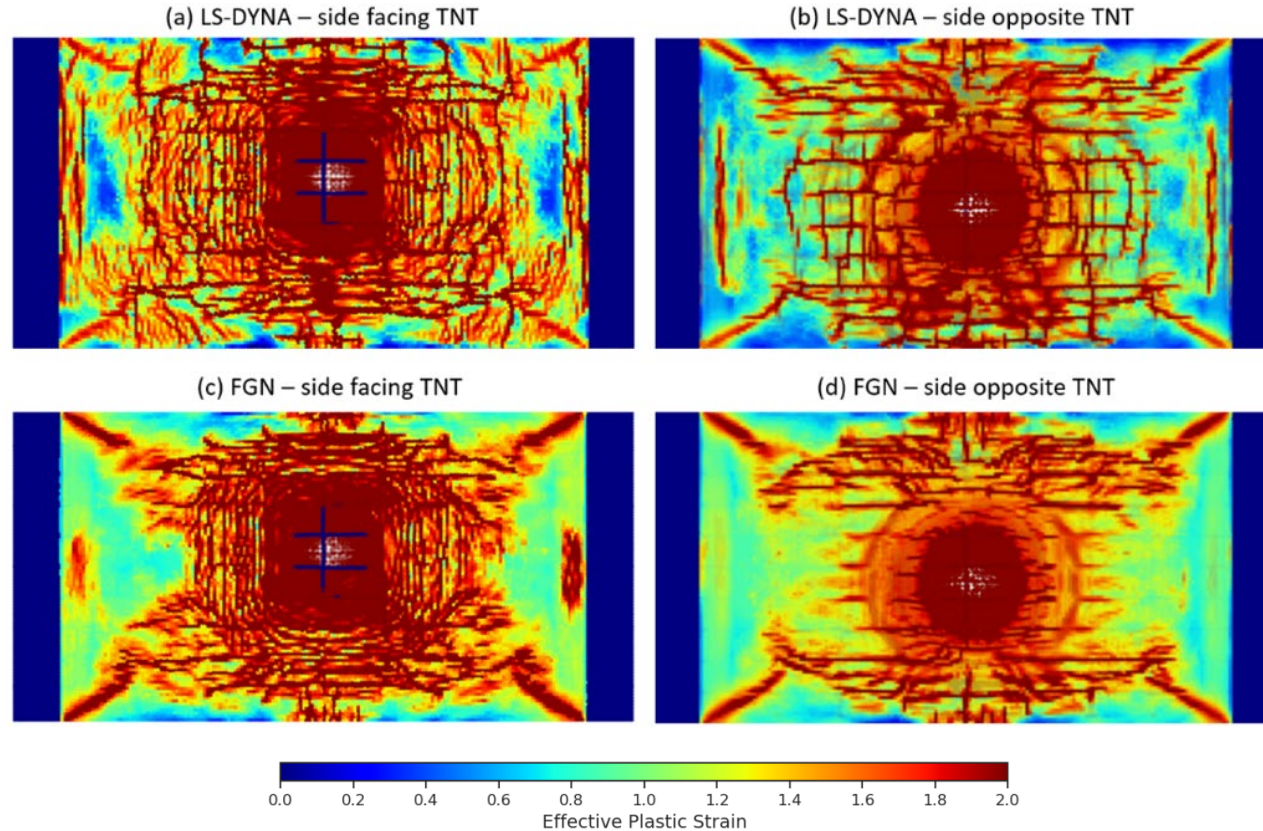 (a) LS-DYNA – side facing TNT
(b) LS-DYNA – side opposite TNT
(c) FGN – side facing TNT
(d) FGN – side opposite TNT
0.0 0.2 0.4 0.6 0.8 1.0 1.2 1.4 1.6 1.8 2.0
Effective Plastic Strain